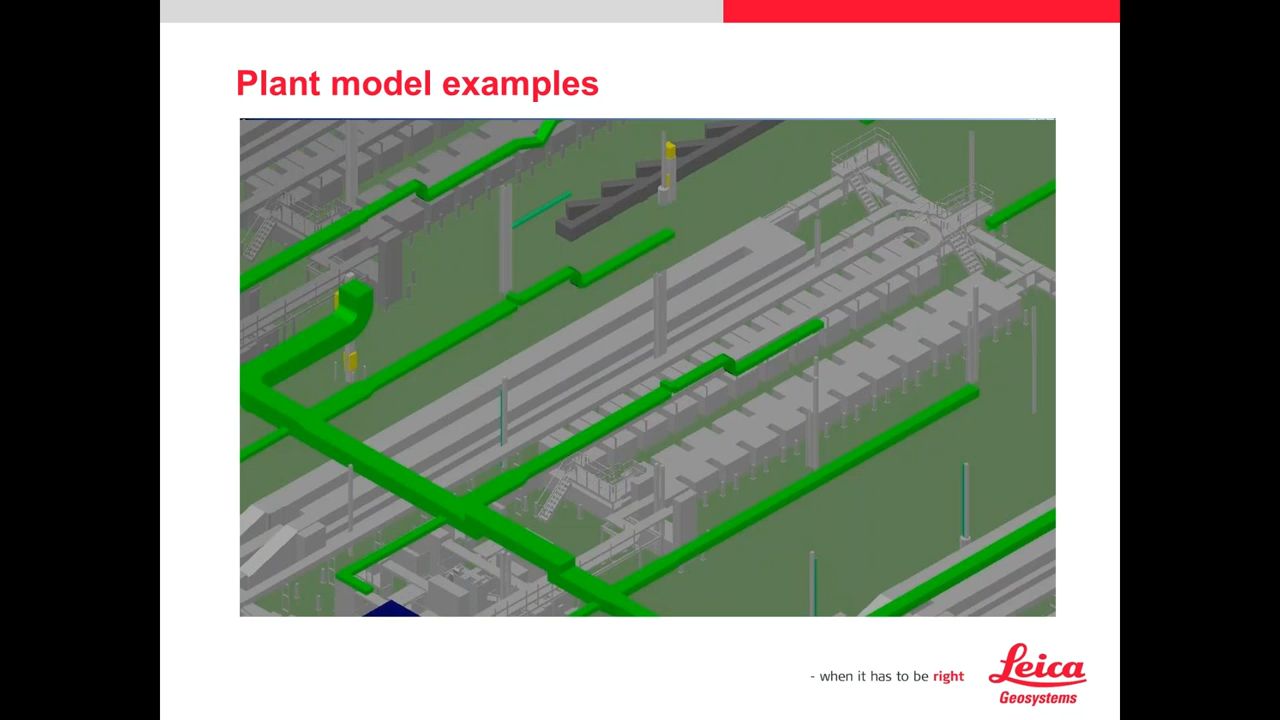 Plant model examples
- when it has to be right
Leica
Geosystems